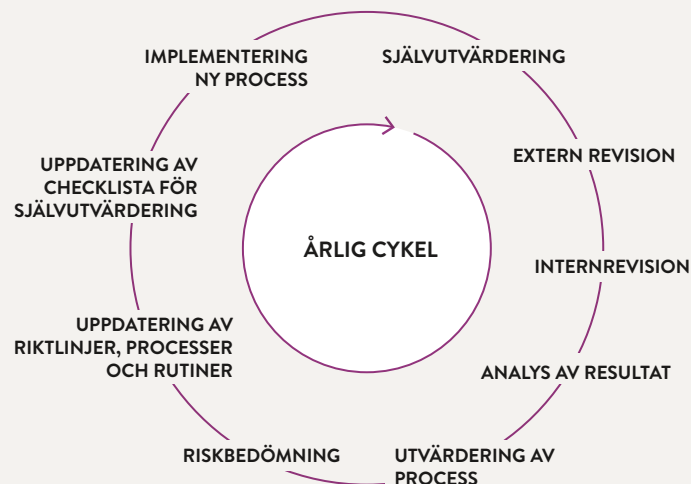 IMPLEMENTERING
NY PROCESS
SJÄLVUTVÄRDERING
EXTERN REVISION
INTERNREVISION
ANALYS AV RESULTAT
UTVÄRDERING AV
PROCESS
RISKBEDÖMNING
UPPDATERING AV
RIKTLINJER, PROCESSER
OCH RUTINER
UPPDATERING AV
CHECKLISTA FÖR
SJÄLVUTVÄRDERING
ÅRLIG CYKEL